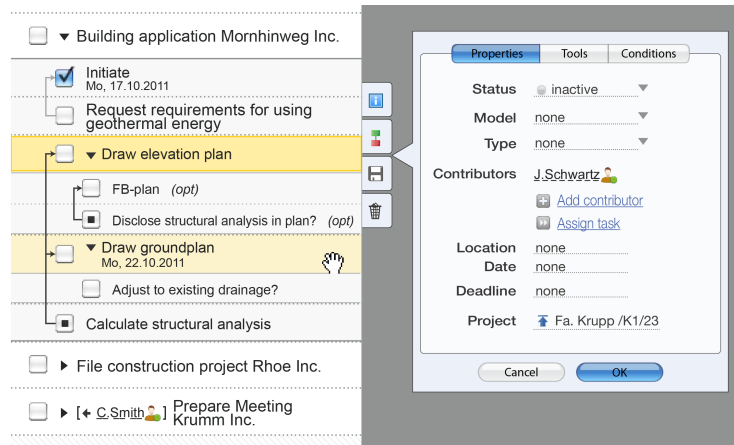 Building application Mornhinweg Inc.
Initiate
Mo, 17.10.2011
Request requirements for using
geothermal energy
Draw elevation plan
FB-plan (opt)
Disclose structural analysis in plan? (opt)
Draw groundplan
Mo, 22.10.2011
Adjust to existing drainage?
Calculate structural analysis
File construction project Rhoe Inc.
[← C.Smith] Prepare Meeting
Krumm Inc.
Properties Tools Conditions
Status inactive
Model none
Type none
Contributors J.Schwartz
Add contributor
Assign task
Location none
Date none
Deadline none
Project Fa. Krupp /K1/23
Cancel OK